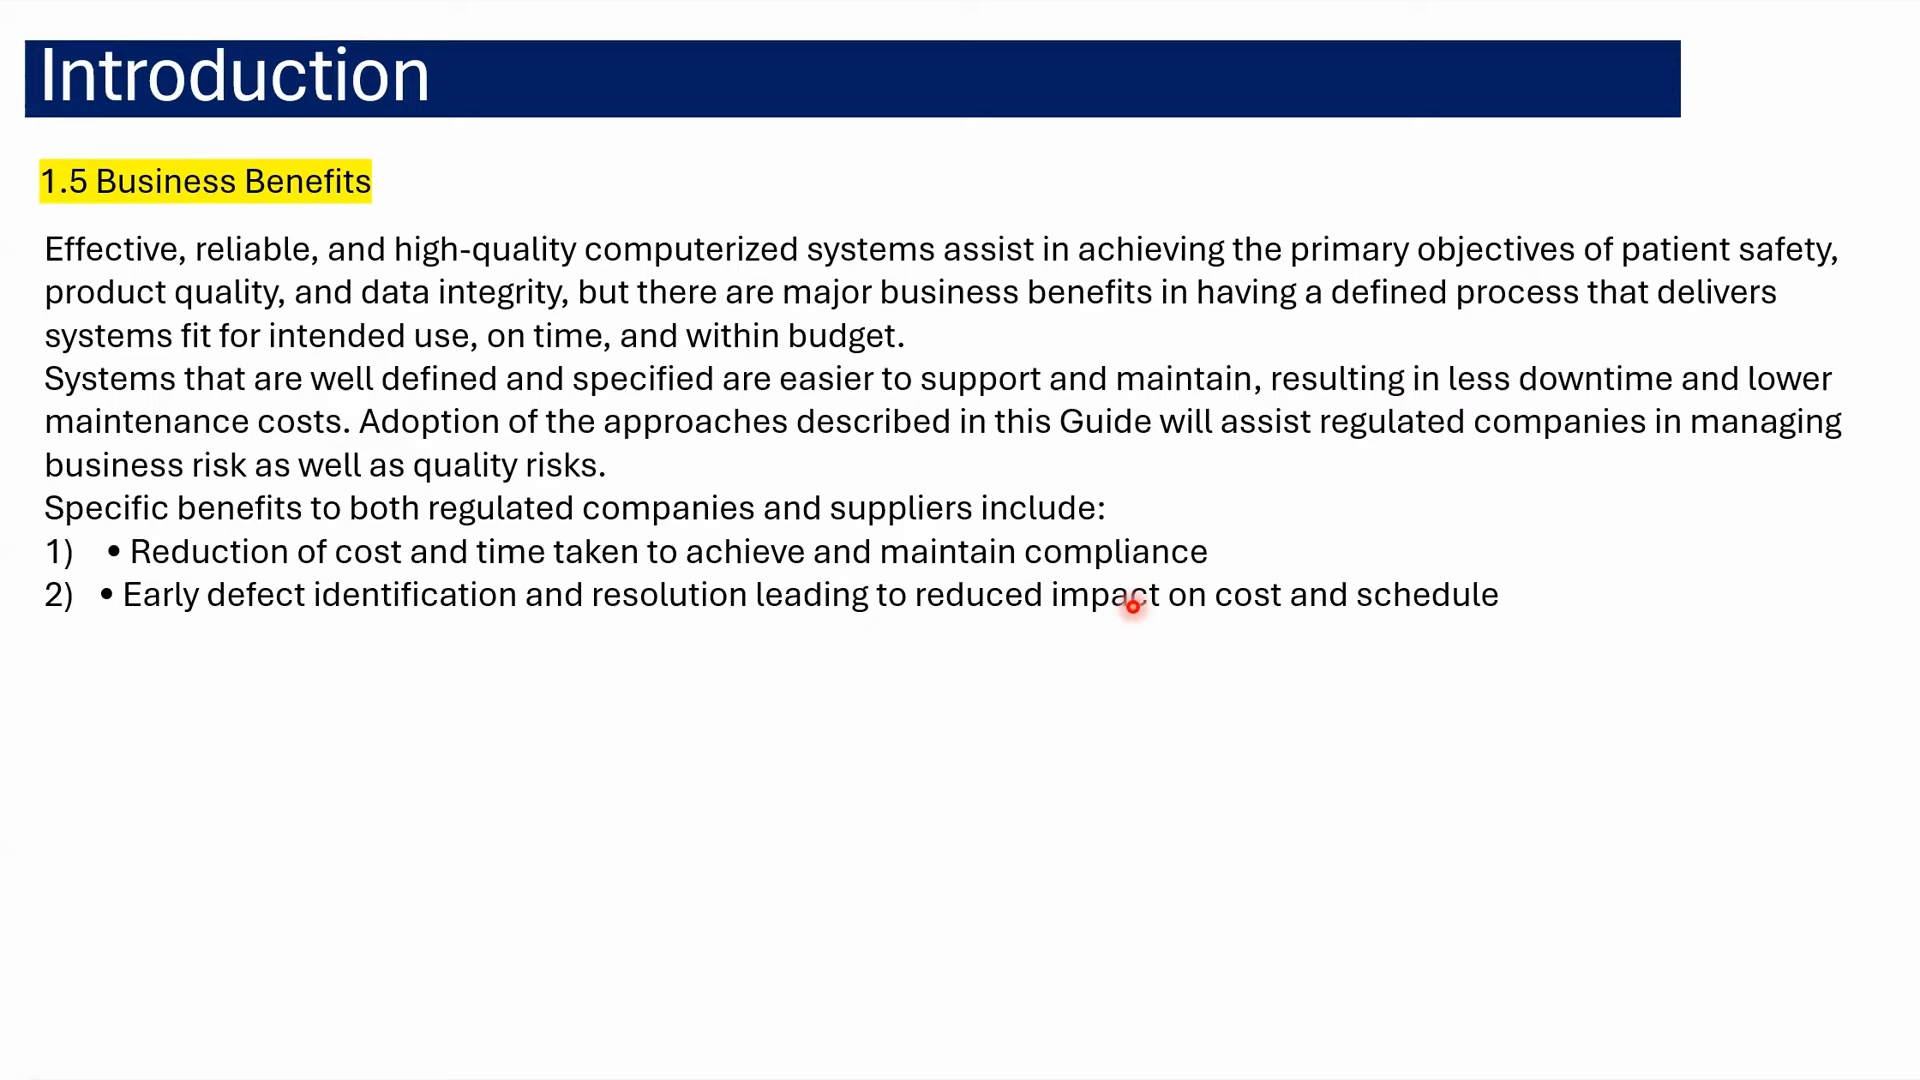 Introduction
1.5 Business Benefits
Effective, reliable, and high-quality computerized systems assist in achieving the primary objectives of patient safety,
product quality, and data integrity, but there are major business benefits in having a defined process that delivers
systems fit for intended use, on time, and within budget.
Systems that are well defined and specified are easier to support and maintain, resulting in less downtime and lower
maintenance costs. Adoption of the approaches described in this Guide will assist regulated companies in managing
business risk as well as quality risks.
Specific benefits to both regulated companies and suppliers include:
1) • Reduction of cost and time taken to achieve and maintain compliance
2) • Early defect identification and resolution leading to reduced impact on cost and schedule